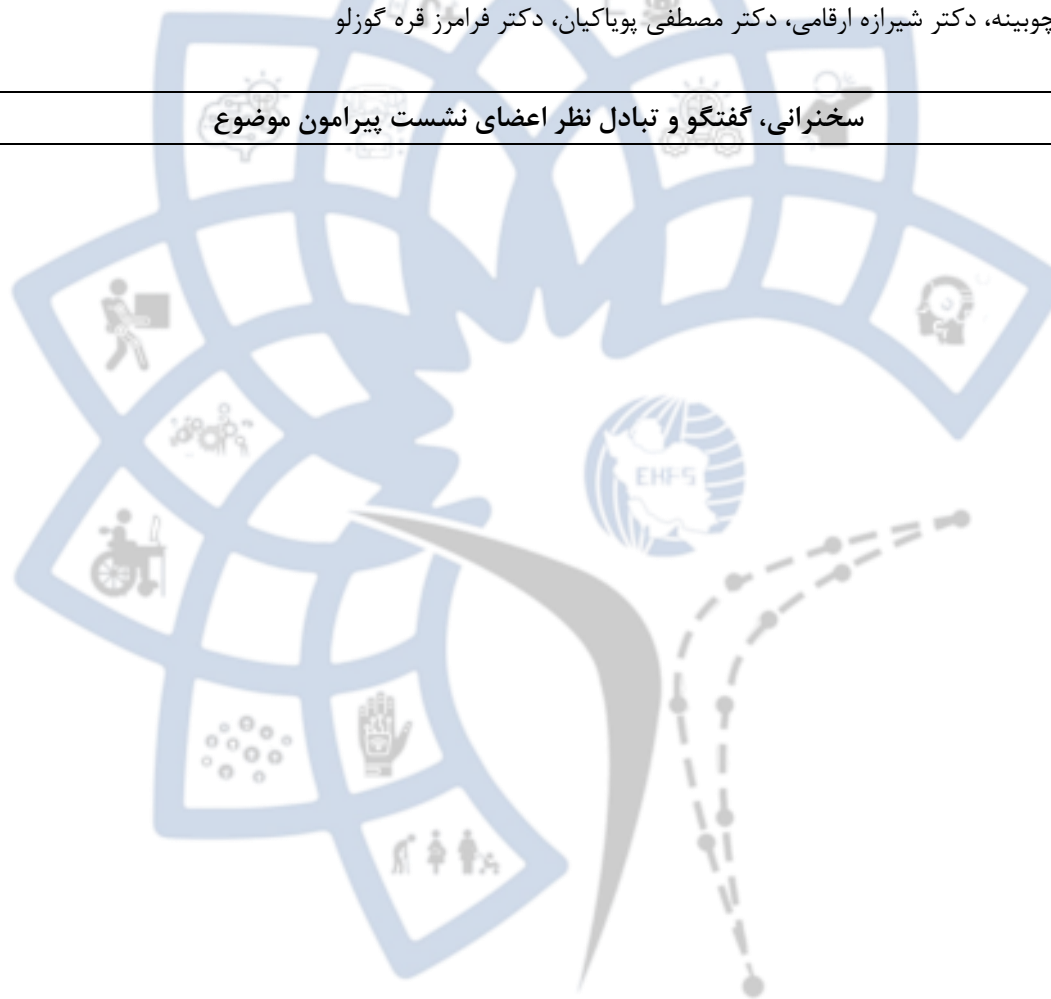 چوبینه، دکتر شیرازه ارقامی، دکتر مصطفی پویاکیان، دکتر فرامرز قره گوزلو
سخنرانی، گفتگو و تبادل نظر اعضای نشست پیرامون موضوع
EHFS